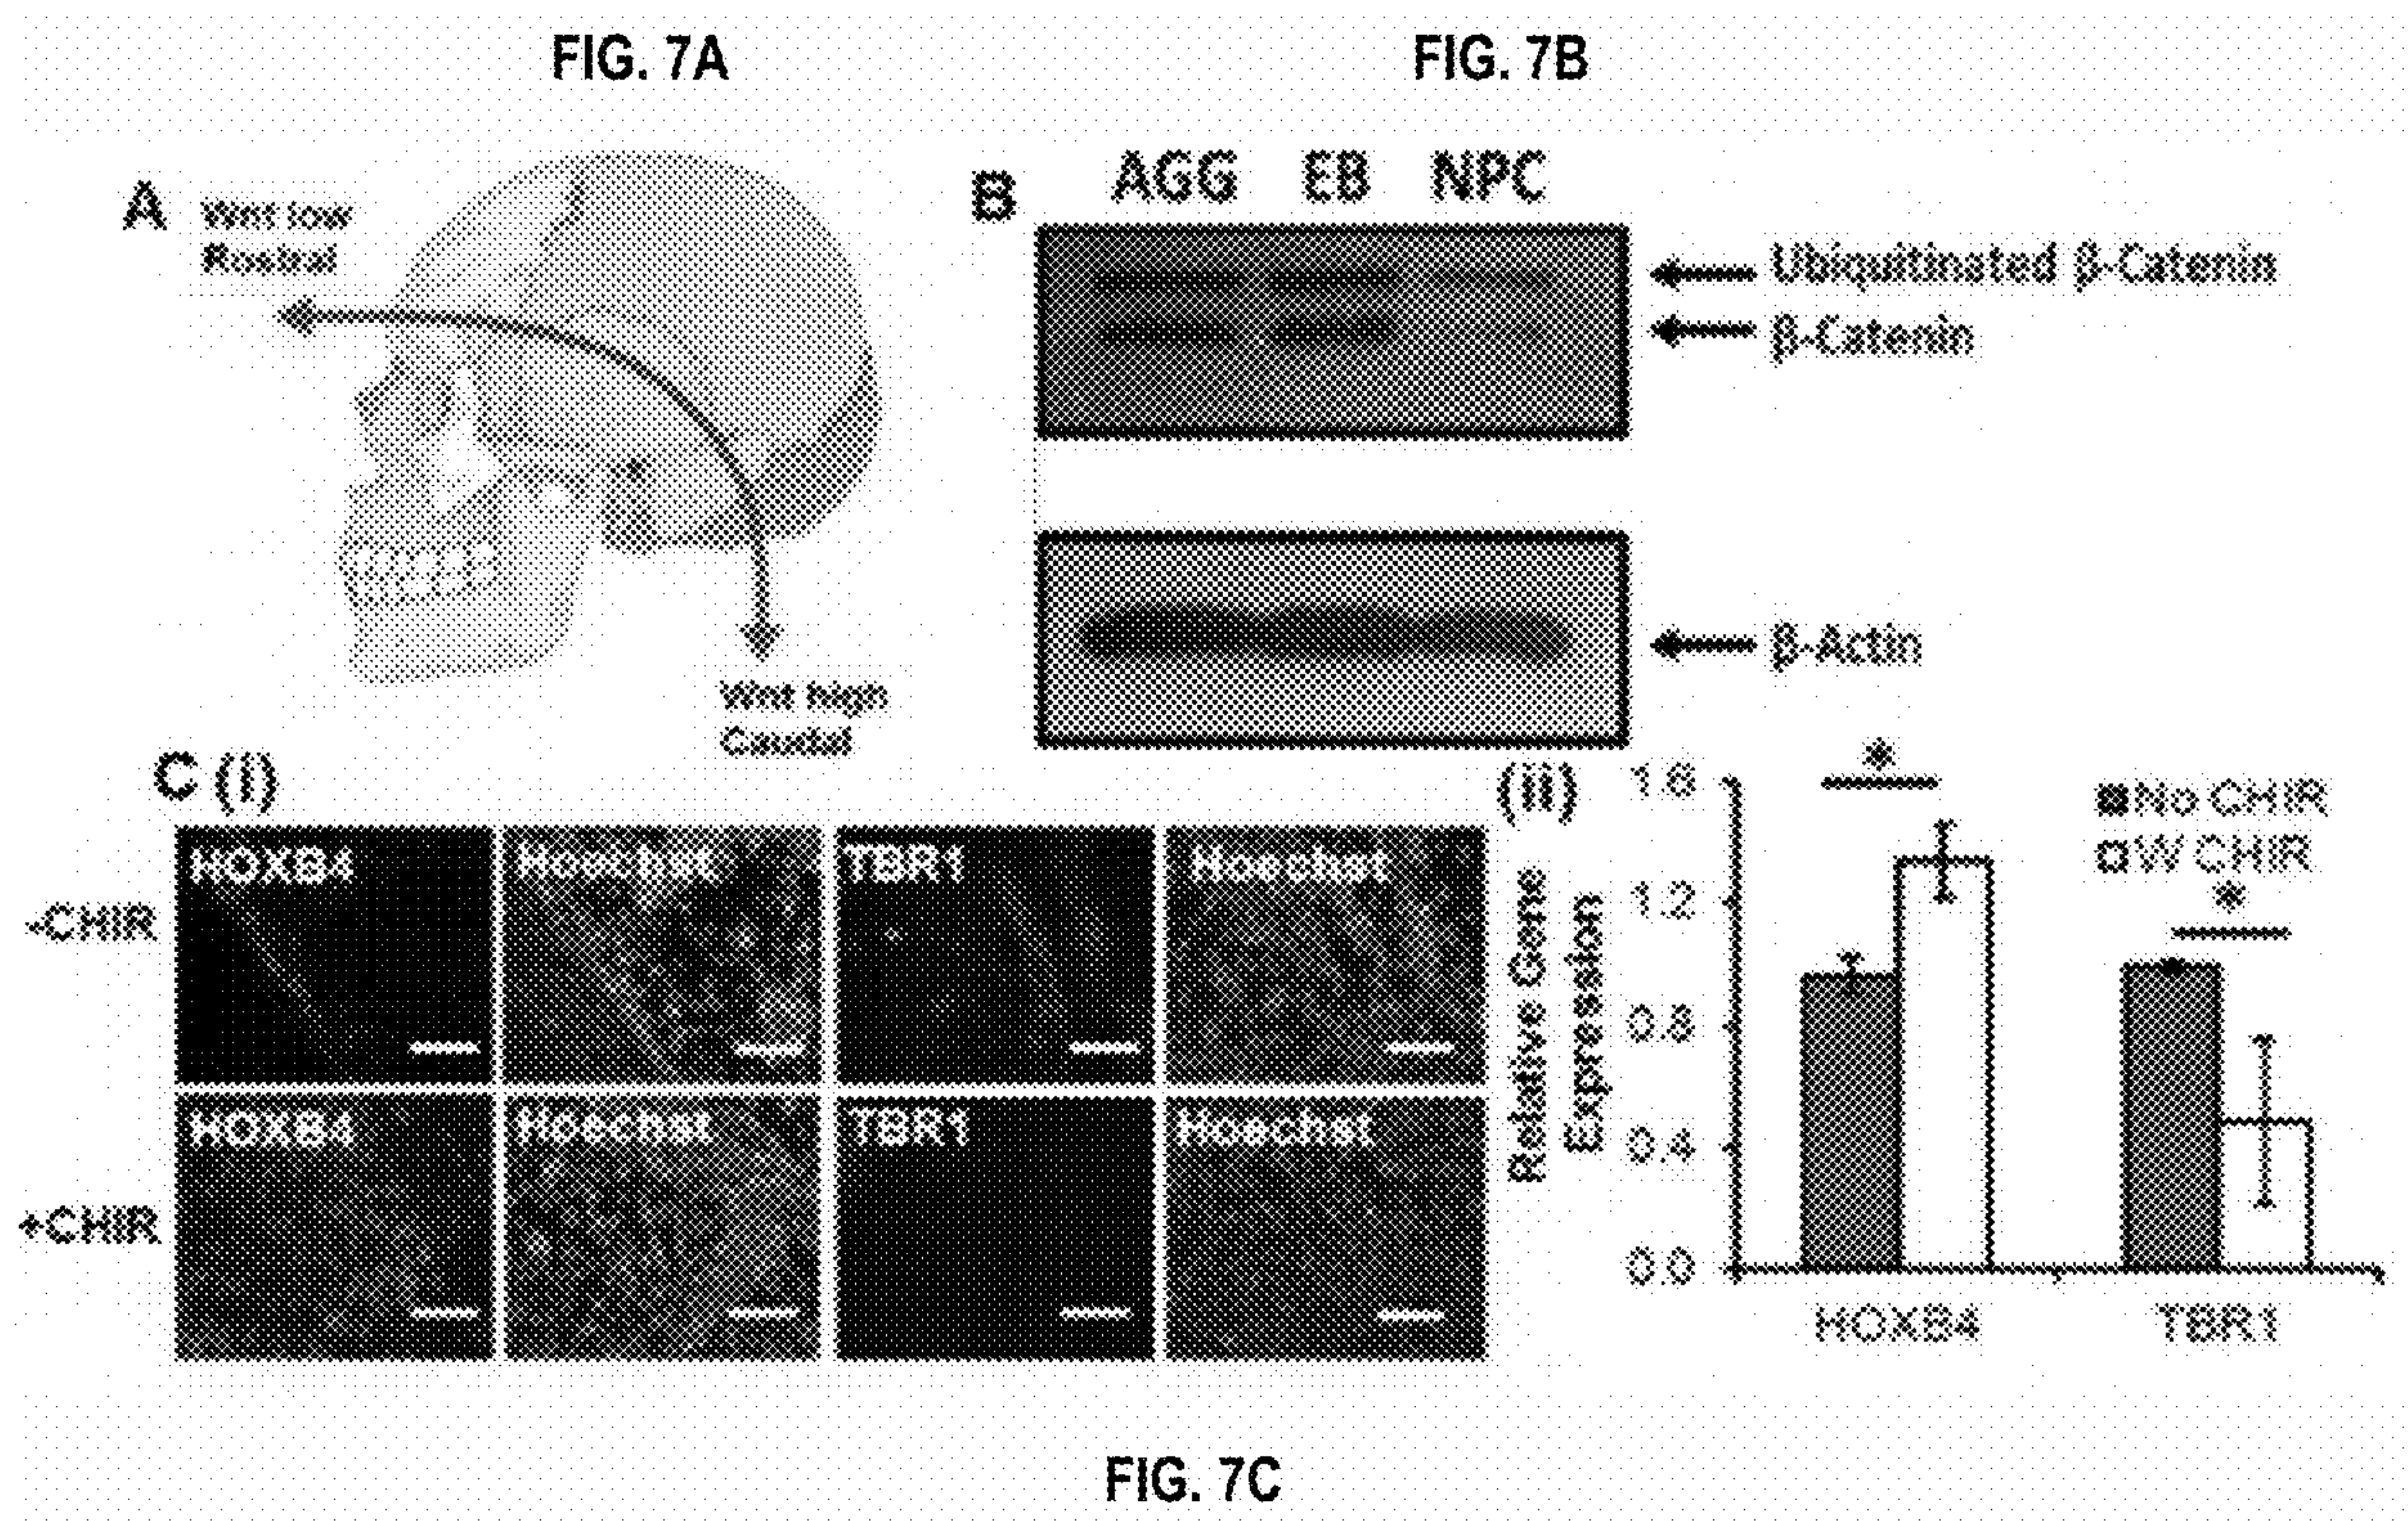 FIG. 7A
FIG. 7B
A
Wnt low
Rostral
Wnt high
Caudal
B
AGG EB NPC
Ubiquitinated β-Catenin
β-Catenin
β-Actin
C (i)
-CHIR
HOXB4
Hoechst
TBR1
Hoechst
+CHIR
HOXB4
Hoechst
TBR1
Hoechst
(ii)
Relative Gene
Expression
1.6
1.2
0.8
0.4
0.0
*
No CHIR
W CHIR
*
HOXB4
TBR1
FIG. 7C